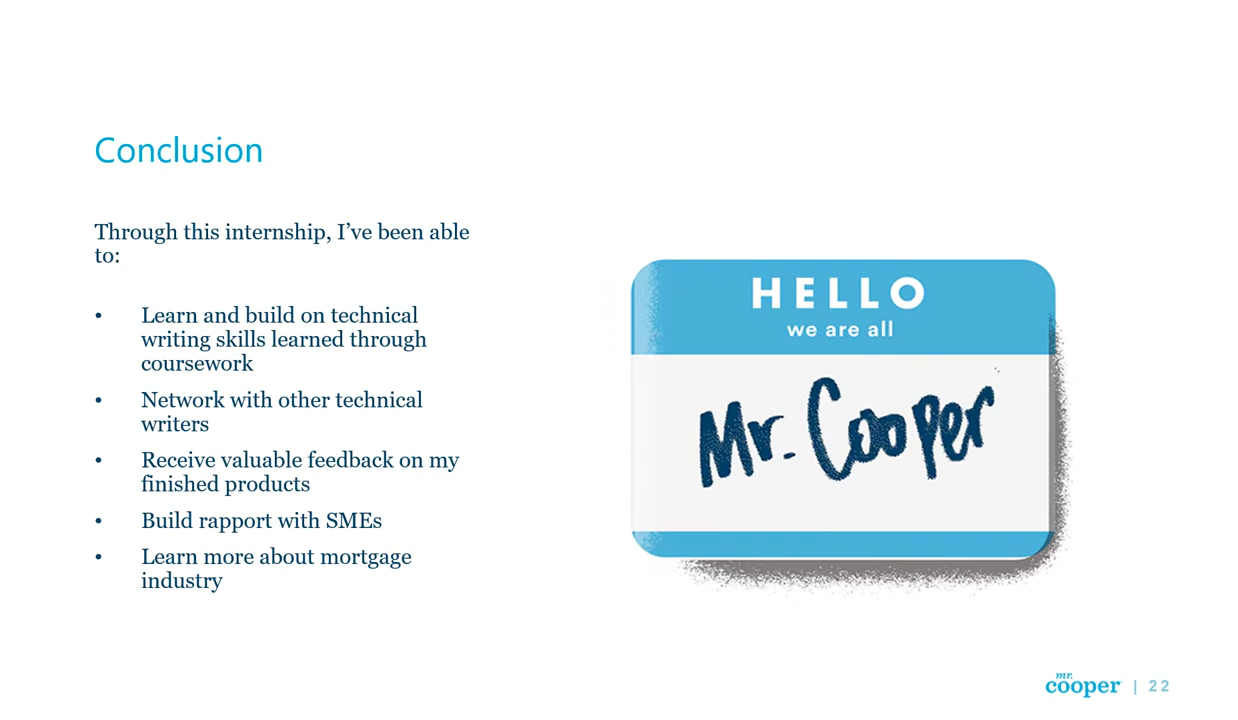 Conclusion
Through this internship, I’ve been able
to:
• Learn and build on technical
writing skills learned through
coursework
• Network with other technical
writers
• Receive valuable feedback on my
finished products
• Build rapport with SMEs
• Learn more about mortgage
industry
HELLO
we are all
Mr. Cooper
mr.
cooper | 22